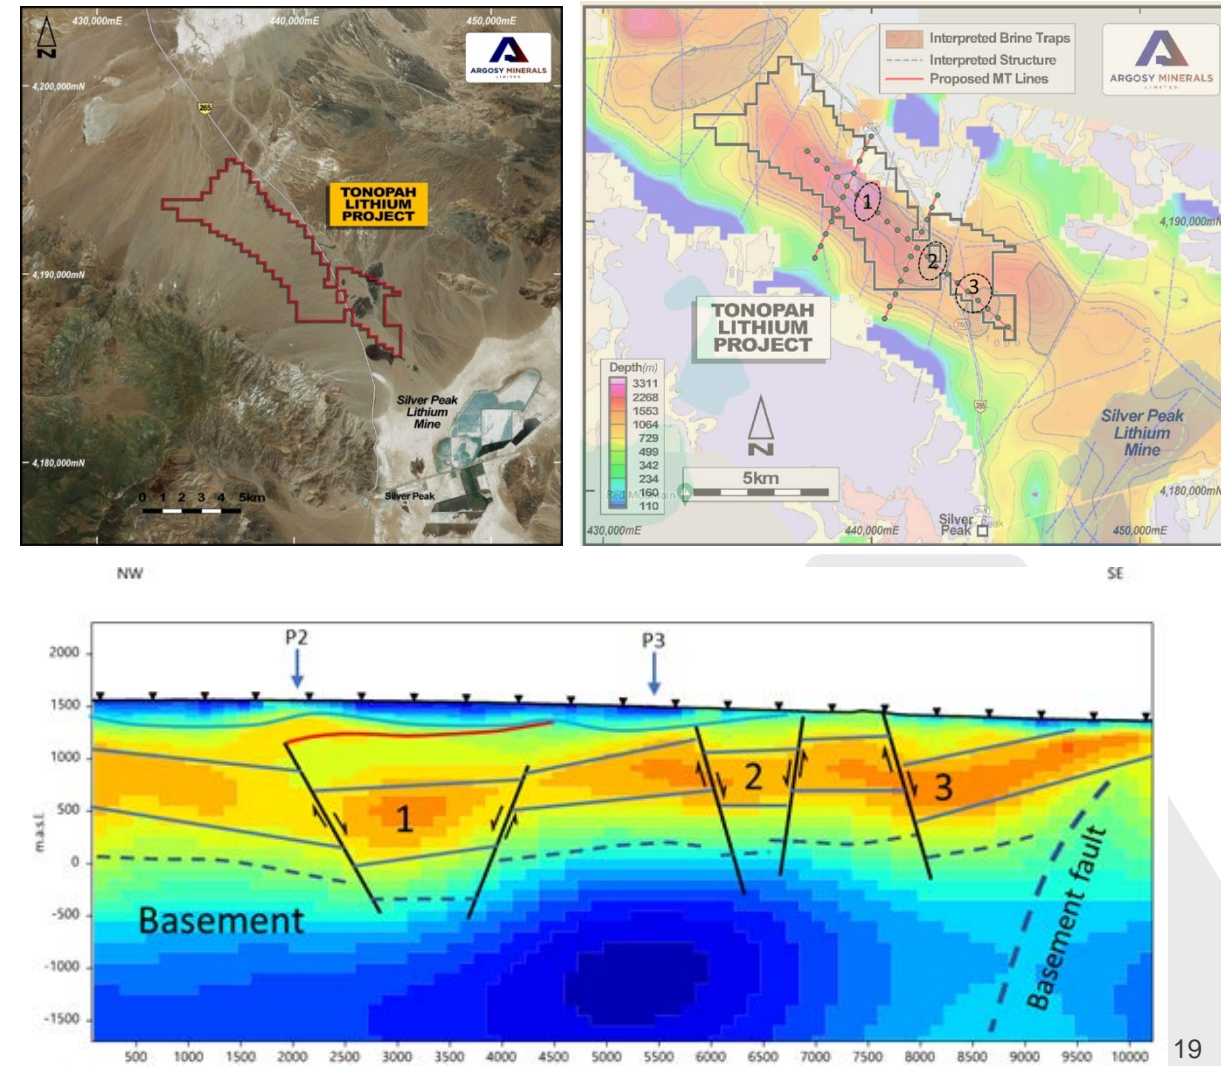 430,000mE
440,000mE
450,000mE
N
ARGOSY MINERALS
LIMITED
4,200,000mN
265
TONOPAH
LITHIUM
PROJECT
4,190,000mN
Silver Peak
Lithium
Mine
4,180,000mN
0 1 2 3 4 5km
Silver Peak
Interpreted Brine Traps
Interpreted Structure
Proposed MT Lines
ARGOSY MINERALS
LIMITED
1
4,190,000mN
2
3
TONOPAH
LITHIUM
PROJECT
Depth(m)
3311
2268
1553
1064
729
499
342
234
160
110
N
5km
265
Silver Peak
Lithium
Mine
4,180,000mN
Silver
Peak
430,000mE
440,000mE
450,000mE
NW
SE
P2
P3
2000
1500
1000
500
0
-500
-1000
-1500
m.a.s.l.
1
2
3
Basement
Basement fault
500 1000 1500 2000 2500 3000 3500 4000 4500 5000 5500 6000 6500 7000 7500 8000 8500 9000 9500 10000
19